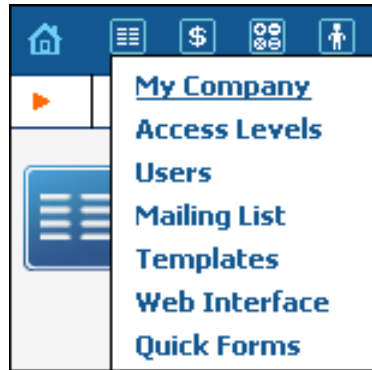 $
My Company
Access Levels
Users
Mailing List
Templates
Web Interface
Quick Forms